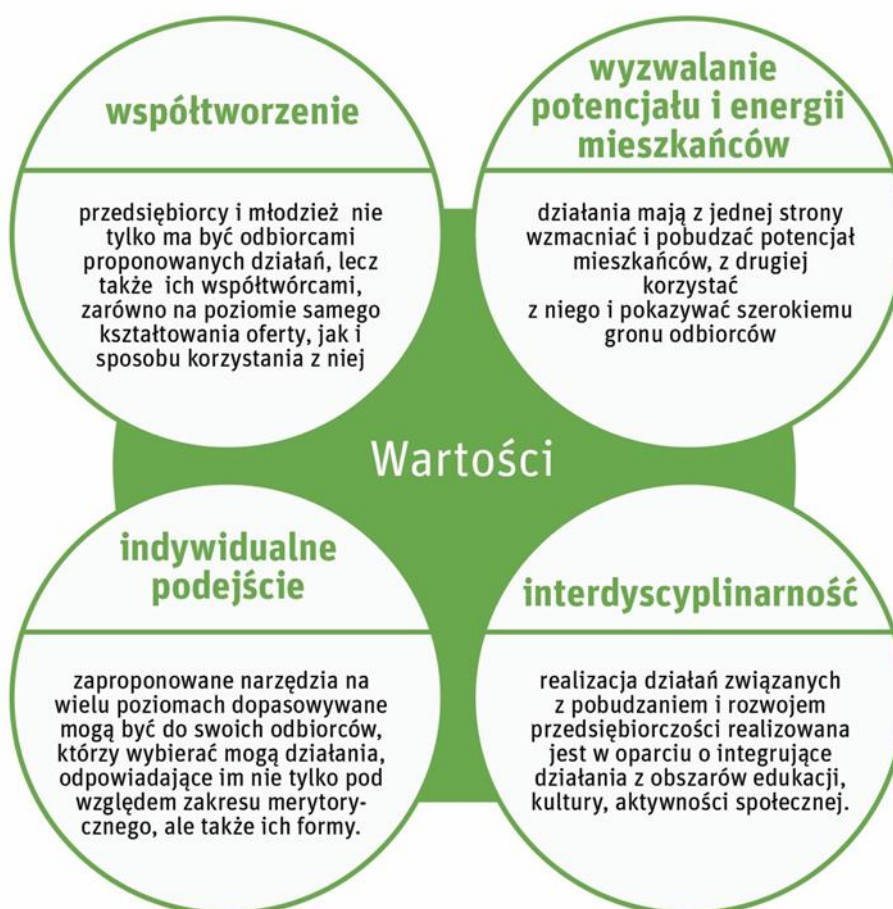 współtworzenie
przedsiębiorcy i młodzież nie
tylko ma być odbiorcami
proponowanych działań, lecz
także ich współtwórcami,
zarówno na poziomie samego
kształtowania oferty, jak i
sposobu korzystania z niej
wyzwalanie
potencjału i energii
mieszkańców
działania mają z jednej strony
wzmacniać i pobudzać potencjał
mieszkańców, z drugiej
korzystać
z niego i pokazywać szerokiemu
gronu odbiorców
Wartości
indywidualne
podejście
zaproponowane narzędzia na
wielu poziomach dopasowywane
mogą być do swoich odbiorców,
którzy wybierać mogą działania,
odpowiadające im nie tylko pod
względem zakresu merytory-
cznego, ale także ich formy.
interdyscyplinarność
realizacja działań związanych
z pobudzaniem i rozwojem
przedsiębiorczości realizowana
jest w oparciu o integrujące
działania z obszarów edukacji,
kultury, aktywności społecznej.